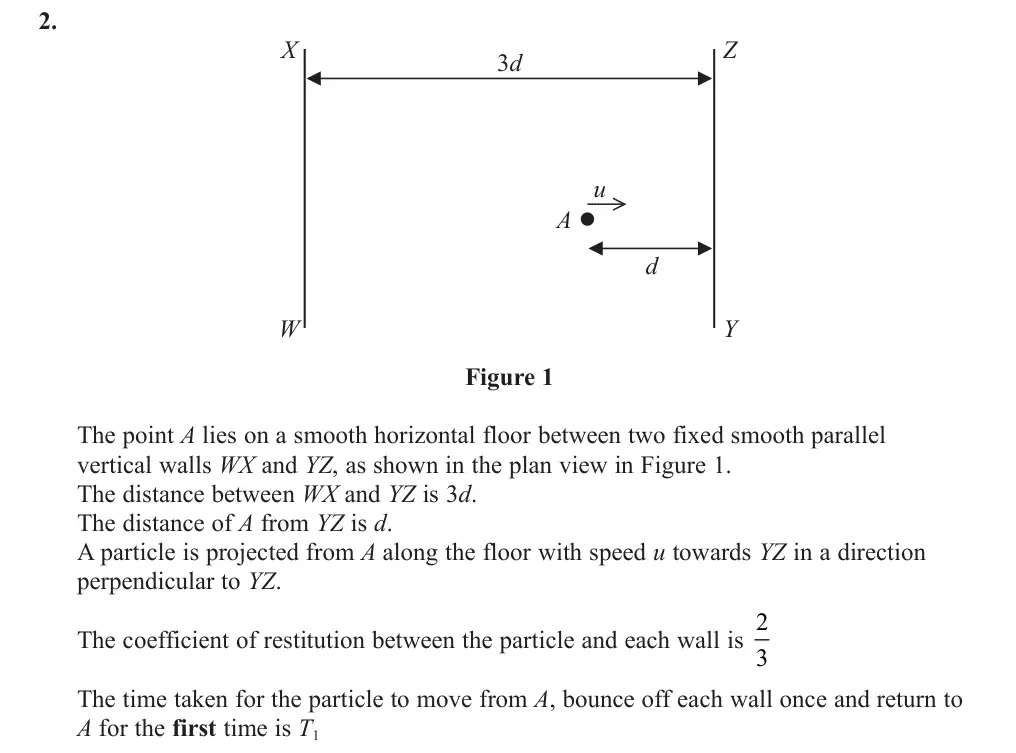 2.
X
3d
Z
u
A
d
W
Y
Figure 1
The point A lies on a smooth horizontal floor between two fixed smooth parallel
vertical walls WX and YZ, as shown in the plan view in Figure 1.
The distance between WX and YZ is 3d.
The distance of A from YZ is d.
A particle is projected from A along the floor with speed u towards YZ in a direction
perpendicular to YZ.
The coefficient of restitution between the particle and each wall is 2/3
The time taken for the particle to move from A, bounce off each wall once and return to
A for the first time is T₁